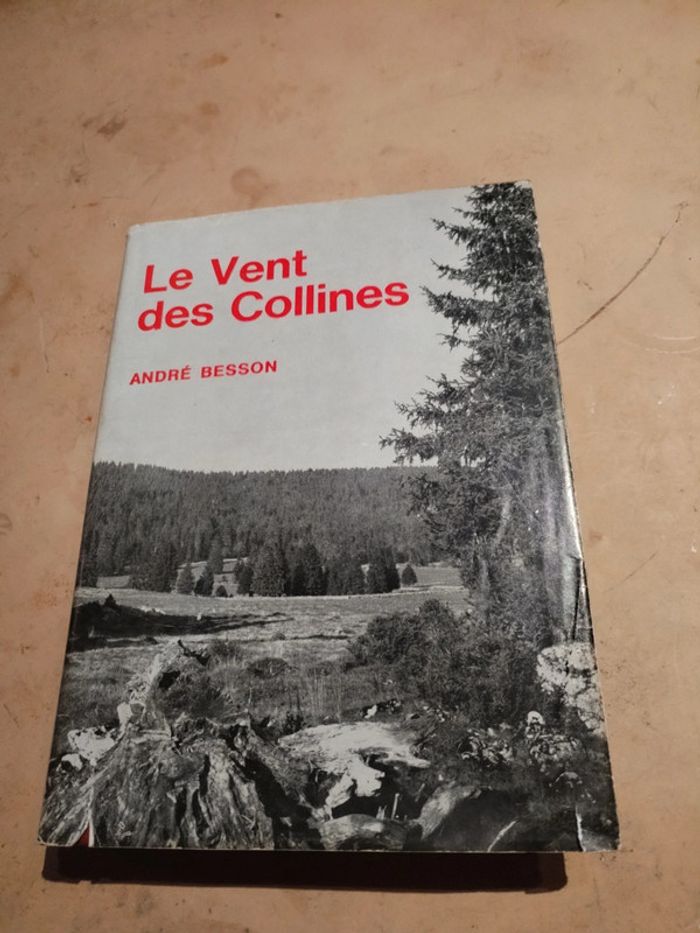 Le Vent
des Collines
ANDRÉ BESSON